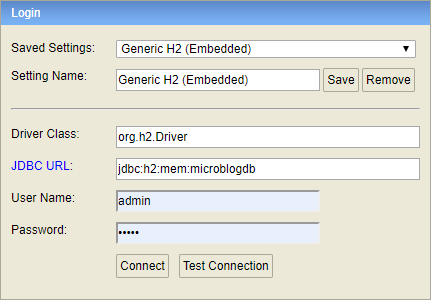 Login
Saved Settings: Generic H2 (Embedded)
Setting Name: Generic H2 (Embedded) Save Remove
Driver Class: org.h2.Driver
JDBC URL: jdbc:h2:mem:microblogdb
User Name: admin
Password: •••••
Connect Test Connection